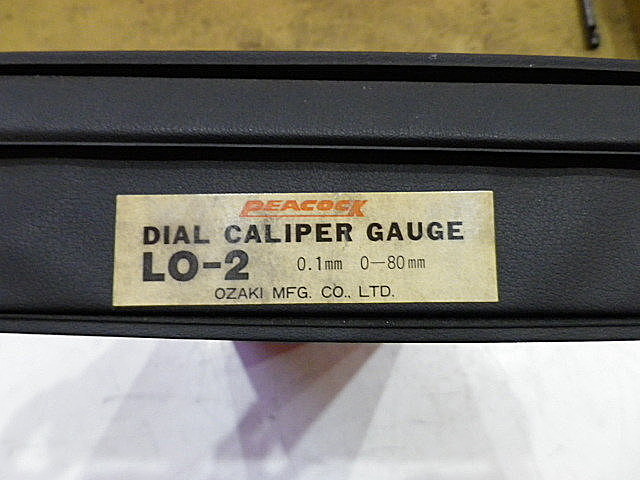 PEACOCK
DIAL CALIPER GAUGE
LO-2 0.1mm 0-80mm
OZAKI MFG. CO., LTD.